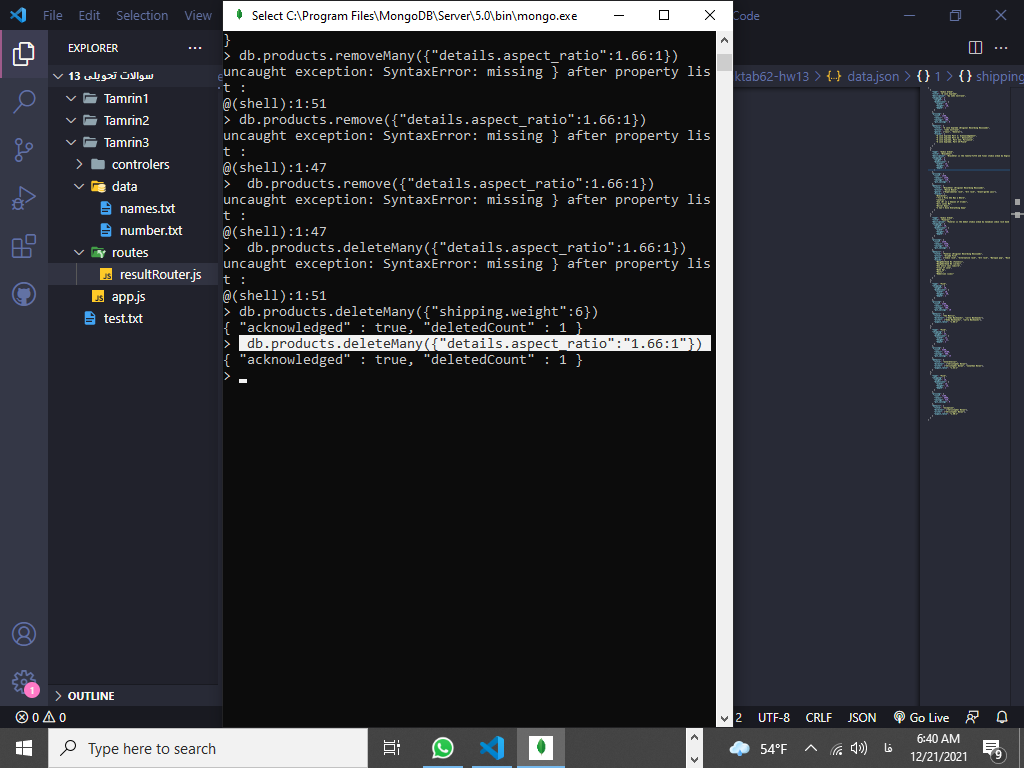 File Edit Selection View
Select C:\Program Files\MongoDB\Server\5.0\bin\mongo.exe
Code
EXPLORER
سوالات تحویلی 13
Tamrin1
Tamrin2
Tamrin3
controlers
data
names.txt
number.txt
routes
resultRouter.js
app.js
test.txt
OUTLINE
}
> db.products.removeMany({"details.aspect_ratio":1.66:1})
uncaught exception: SyntaxError: missing } after property lis
t :
@(shell):1:51
> db.products.remove({"details.aspect_ratio":1.66:1})
uncaught exception: SyntaxError: missing } after property lis
t :
@(shell):1:47
>  db.products.remove({"details.aspect_ratio":1.66:1})
uncaught exception: SyntaxError: missing } after property lis
t :
@(shell):1:47
>  db.products.deleteMany({"details.aspect_ratio":1.66:1})
uncaught exception: SyntaxError: missing } after property lis
t :
@(shell):1:51
> db.products.deleteMany({"shipping.weight":6})
{ "acknowledged" : true, "deletedCount" : 1 }
>  db.products.deleteMany({"details.aspect_ratio":"1.66:1"})
{ "acknowledged" : true, "deletedCount" : 1 }
>
ktab62-hw13 > {..} data.json > {} 1 > {} shipping
1
0 0
2 UTF-8 CRLF JSON Go Live
Type here to search
54°F
فا
6:40 AM
12/21/2021
9